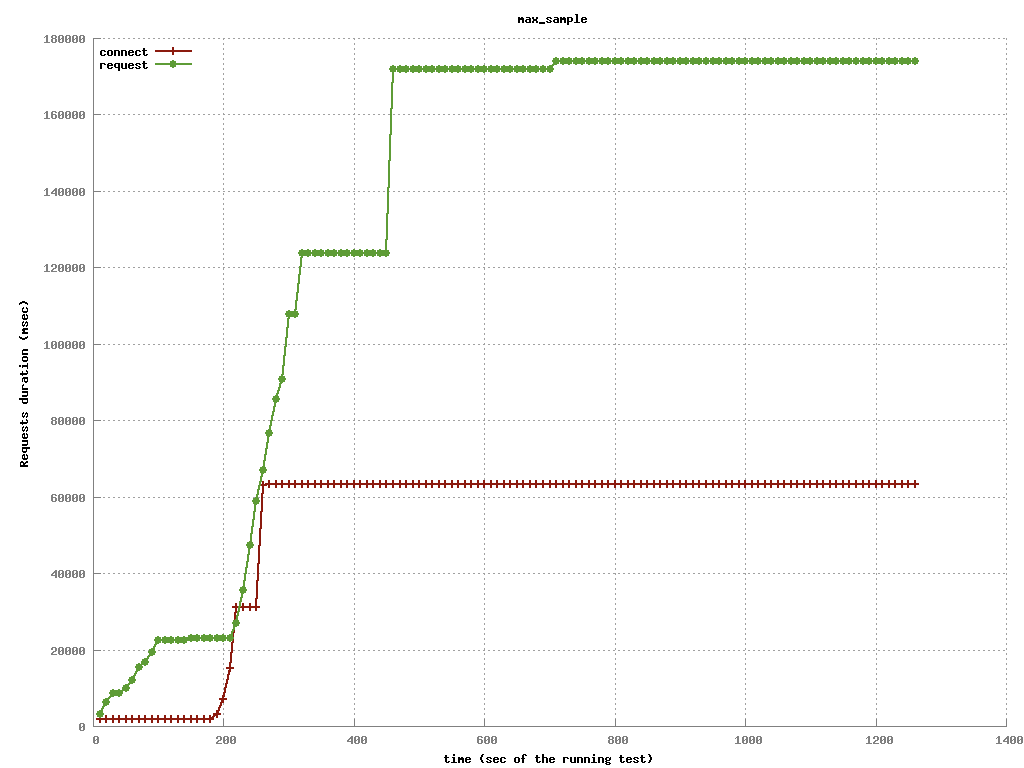 max_sample
connect
request
180000
160000
140000
120000
100000
80000
60000
40000
20000
0
Requests duration (msec)
0 200 400 600 800 1000 1200 1400
time (sec of the running test)